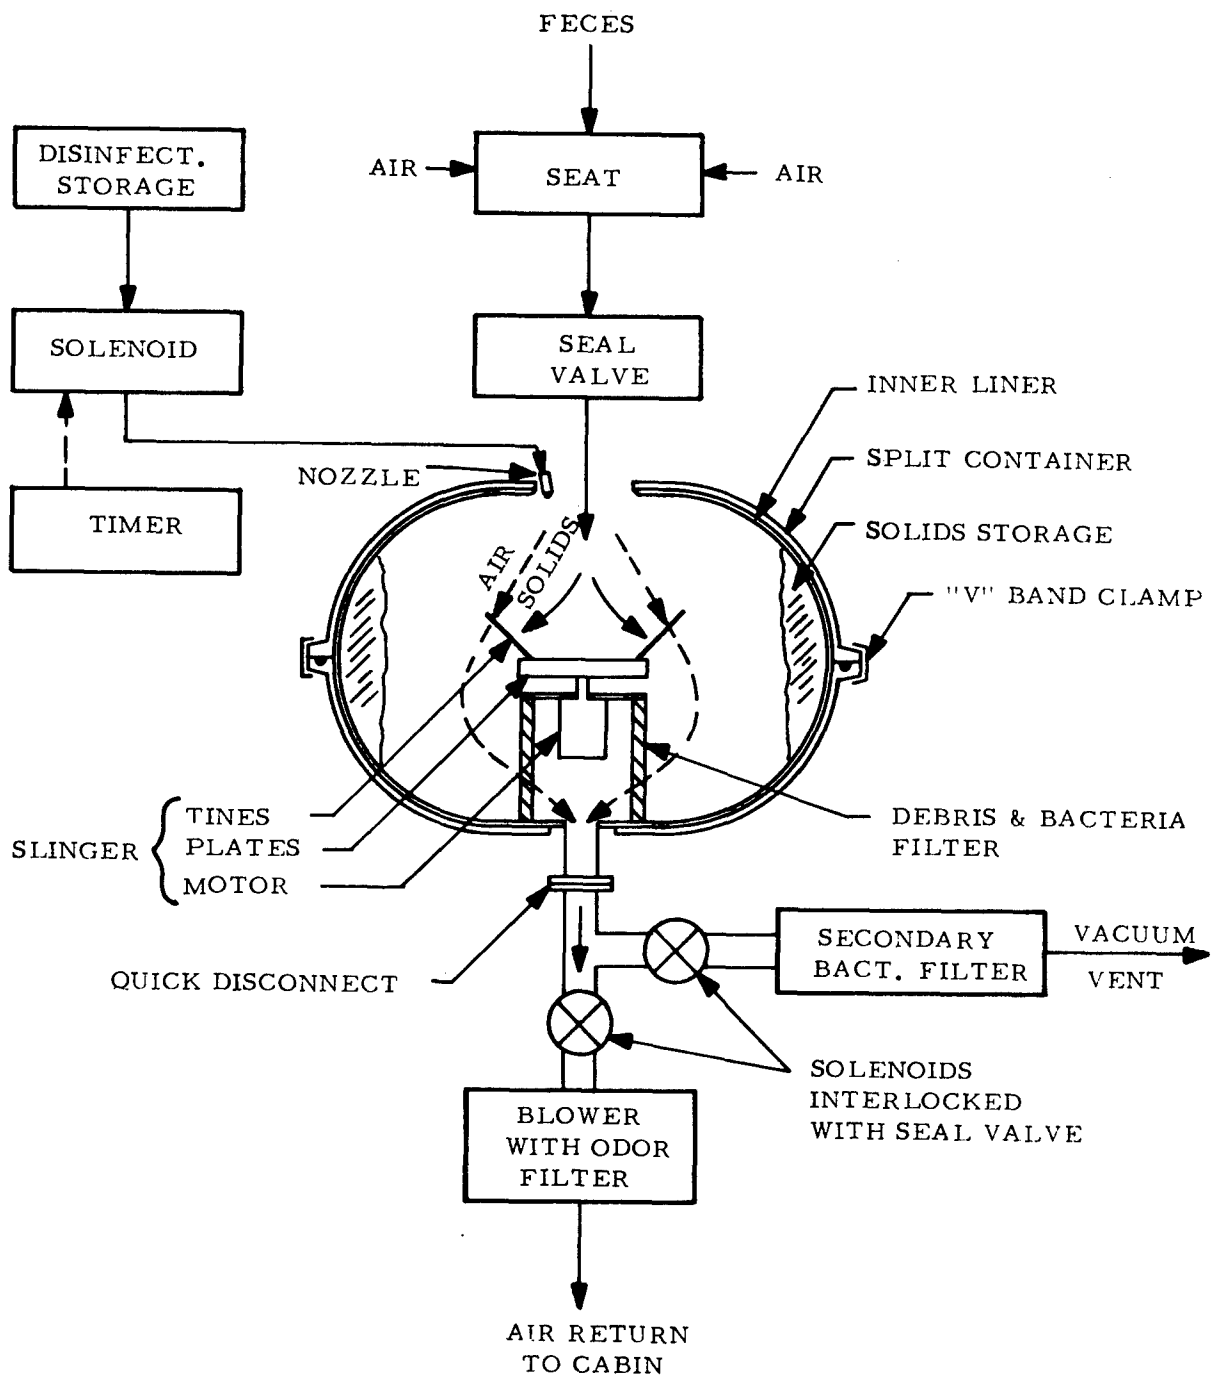 FECES
DISINFECT.
STORAGE
AIR
SEAT
AIR
SOLENOID
SEAL
VALVE
INNER LINER
SPLIT CONTAINER
NOZZLE
TIMER
SOLIDS STORAGE
AIR
SOLIDS
"V" BAND CLAMP
SLINGER
TINES
PLATES
MOTOR
DEBRIS & BACTERIA
FILTER
QUICK DISCONNECT
SECONDARY
BACT. FILTER
VACUUM
VENT
SOLENOIDS
INTERLOCKED
WITH SEAL VALVE
BLOWER
WITH ODOR
FILTER
AIR RETURN
TO CABIN